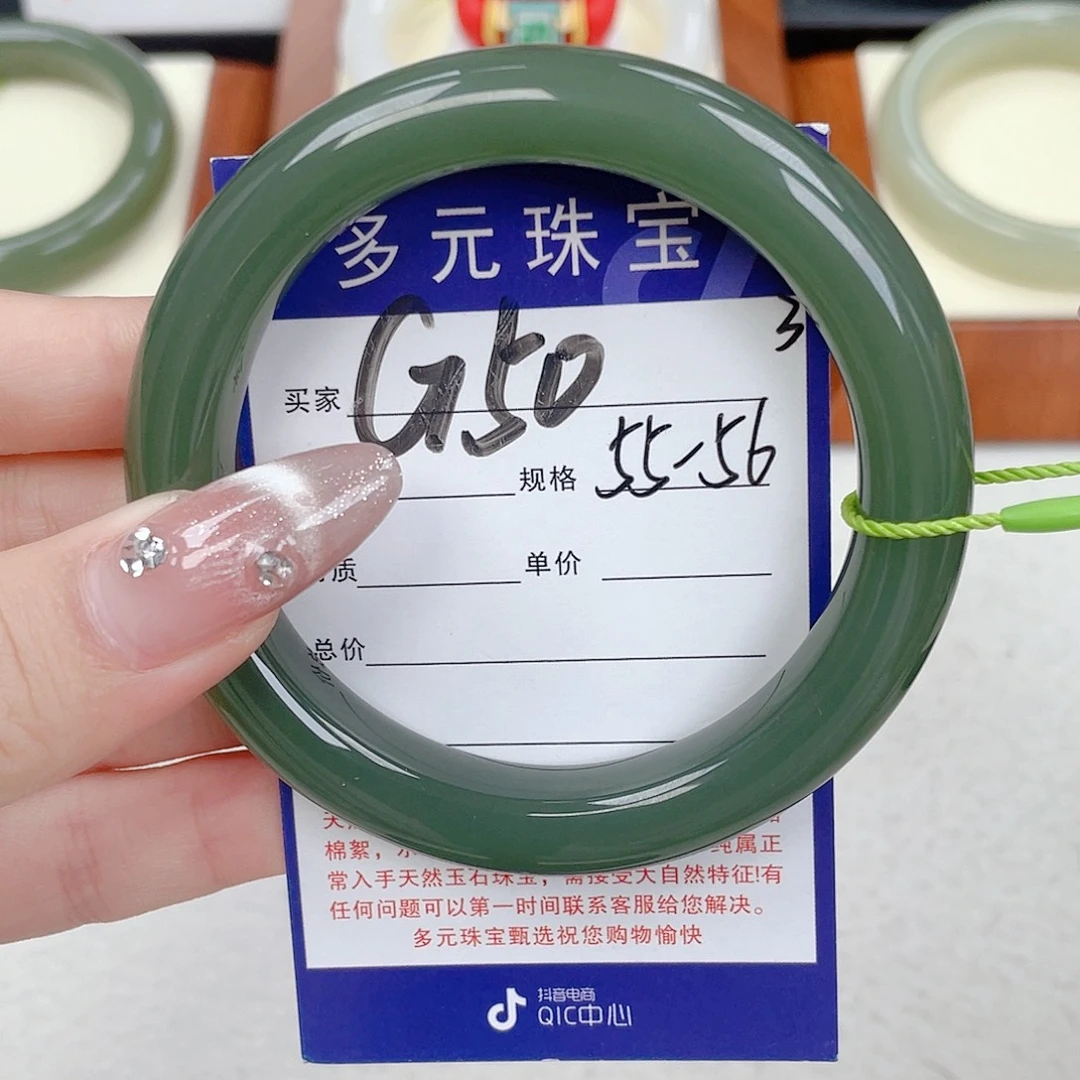 多元珠宝
3
G50
买家
规格 55-56
质 单价
总价
棉絮，
纯属正
常入手天然玉石珠宝，需接受大自然特征!有
任何问题可以第一时间联系客服给您解决。
多元珠宝甄选祝您购物愉快
抖音电商
QIC中心